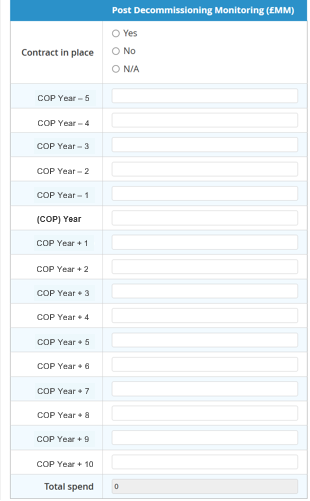 Post Decommissioning Monitoring (£MM)
Contract in place
Yes
No
N/A
COP Year – 5
COP Year – 4
COP Year – 3
COP Year – 2
COP Year – 1
(COP) Year
COP Year + 1
COP Year + 2
COP Year + 3
COP Year + 4
COP Year + 5
COP Year + 6
COP Year + 7
COP Year + 8
COP Year + 9
COP Year + 10
Total spend 0